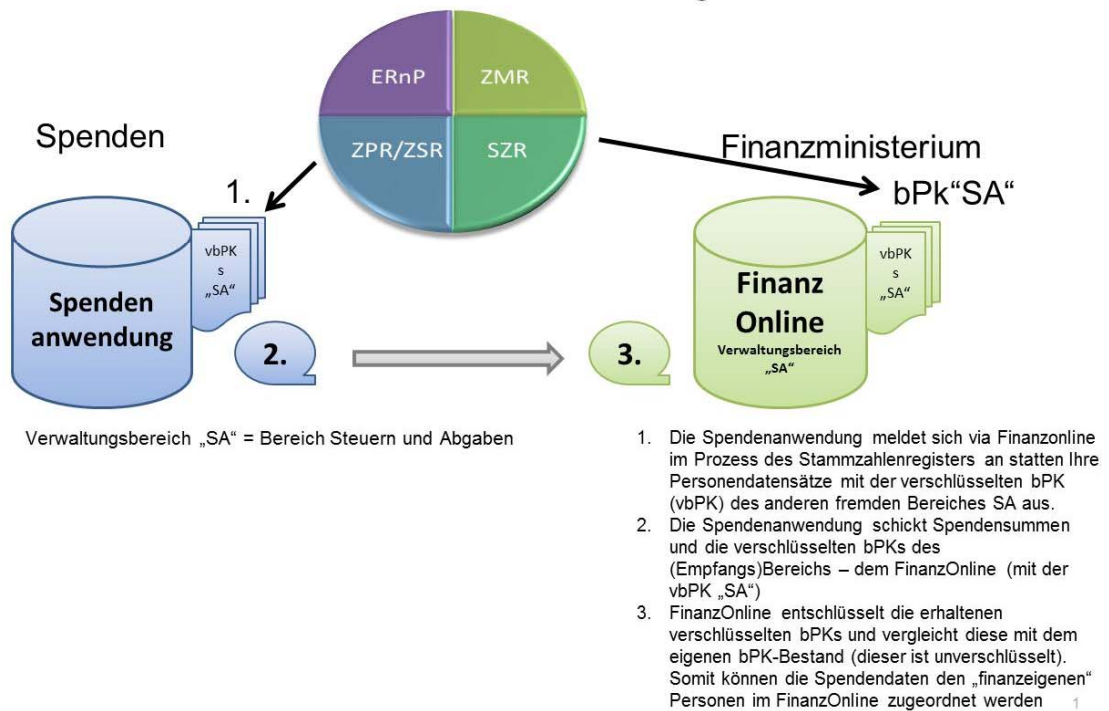 ERnP
ZMR
ZPR/ZSR
SZR
Spenden
Finanzministerium
1.
bPk“SA“
vbPK
s
„SA“
Spenden
anwendung
2.
3.
Finanz
Online
Verwaltungsbereich
„SA“
vbPK
s
„SA“
Verwaltungsbereich „SA“ = Bereich Steuern und Abgaben
1. Die Spendenanwendung meldet sich via Finanzonline
im Prozess des Stammzahlenregisters an statten Ihre
Personendatensätze mit der verschlüsselten bPK
(vbPK) des anderen fremden Bereiches SA aus.
2. Die Spendenanwendung schickt Spendensummen
und die verschlüsselten bPKs des
(Empfangs)Bereichs – dem FinanzOnline (mit der
vbPK „SA“)
3. FinanzOnline entschlüsselt die erhaltenen
verschlüsselten bPKs und vergleicht diese mit dem
eigenen bPK-Bestand (dieser ist unverschlüsselt).
Somit können die Spendendaten den „finanzeigenen“
Personen im FinanzOnline zugeordnet werden
1